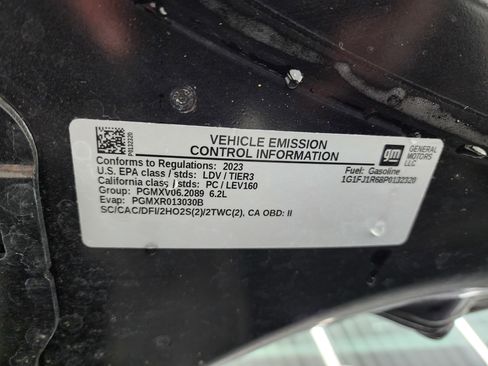 P0132320
VEHICLE EMISSION
CONTROL INFORMATION
gm
GENERAL
MOTORS
LLC
Conforms to Regulations: 2023
U.S. EPA class / stds: LDV / TIER3
California class / stds: PC / LEV160
Group: PGMXV06.2089 6.2L
Evap: PGMXR013030B
SC/CAC/DFI/2HO2S(2)/2TWC(2), CA OBD: II
Fuel: Gasoline
1G1FJ1R68P0132320